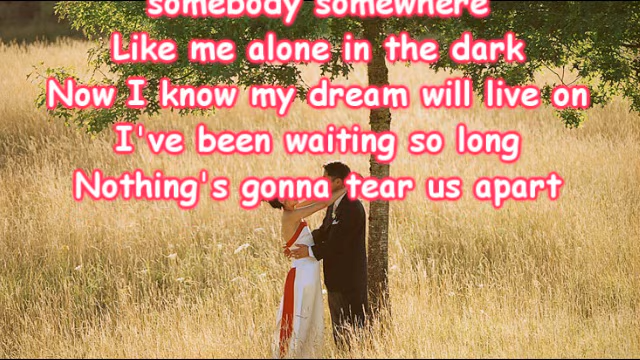 somebody somewhere
Like me alone in the dark
Now I know my dream will live on
I've been waiting so long
Nothing's gonna tear us apart